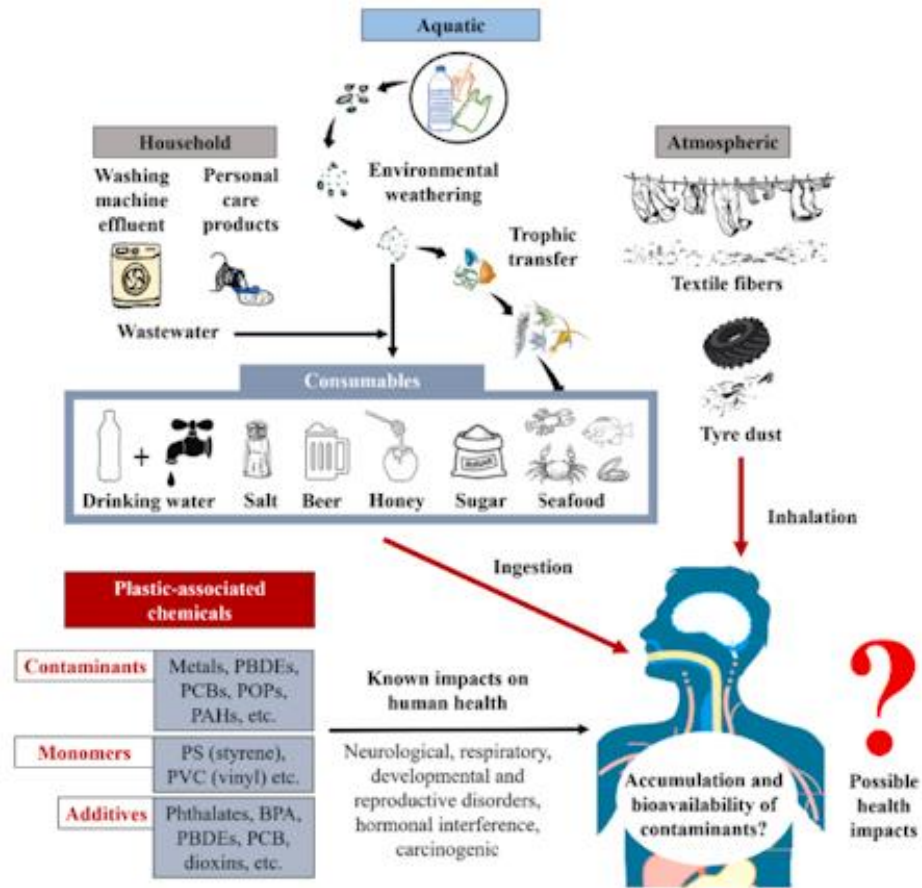 Aquatic
Household
Atmospheric
Washing
machine
effluent
Personal
care
products
Environmental
weathering
Trophic
transfer
Textile fibers
Wastewater
Tyre dust
Consumables
+
SUGAR
Drinking water
Salt
Beer
Honey
Sugar
Seafood
Inhalation
Ingestion
Plastic-associated
chemicals
Contaminants
Metals, PBDEs,
PCBs, POPs,
PAHs, etc.
Monomers
PS (styrene),
PVC (vinyl) etc.
Additives
Phthalates, BPA,
PBDEs, PCB,
dioxins, etc.
Known impacts on
human health
Neurological, respiratory,
developmental and
reproductive disorders,
hormonal interference,
carcinogenic
Accumulation and
bioavailability of
contaminants?
?
Possible
health
impacts